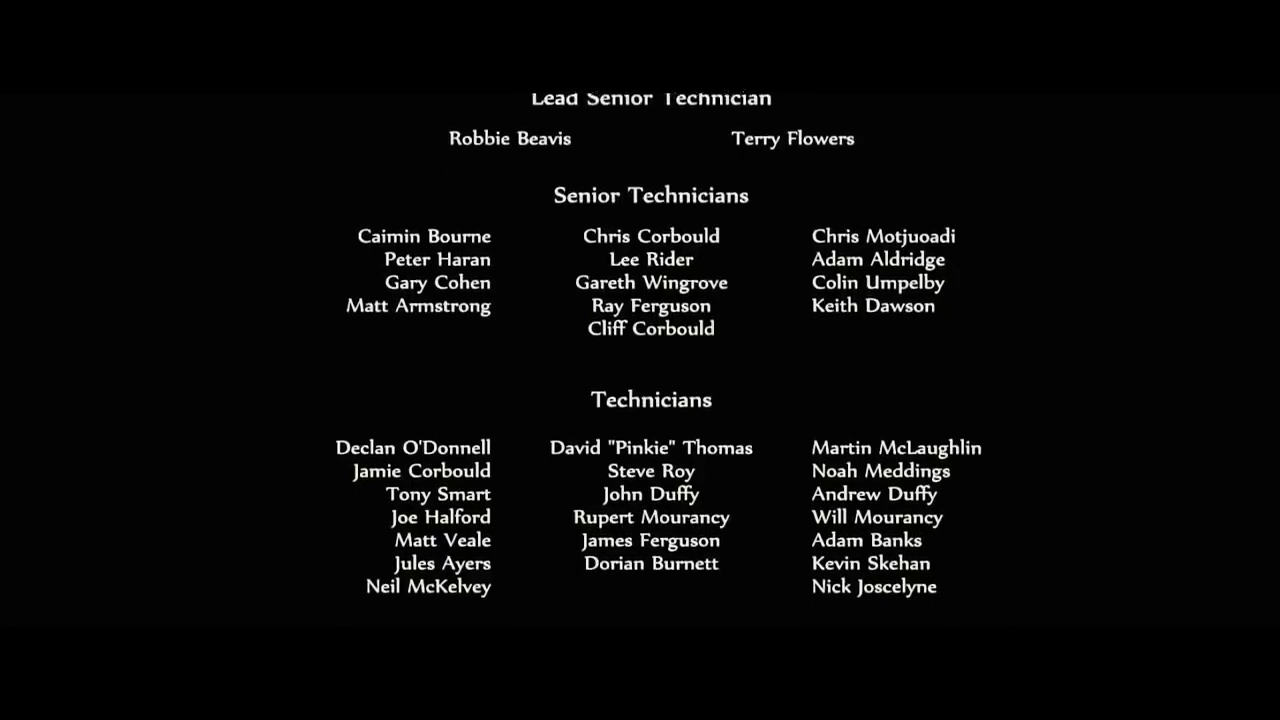 Lead Senior Technician
Robbie Beavis Terry Flowers
Senior Technicians
Caimin Bourne Chris Corbould Chris Motjuoadi
Peter Haran Lee Rider Adam Aldridge
Gary Cohen Gareth Wingrove Colin Umpelby
Matt Armstrong Ray Ferguson Keith Dawson
Cliff Corbould
Technicians
Declan O'Donnell David "Pinkie" Thomas Martin McLaughlin
Jamie Corbould Steve Roy Noah Meddings
Tony Smart John Duffy Andrew Duffy
Joe Halford Rupert Mourancy Will Mourancy
Matt Veale James Ferguson Adam Banks
Jules Ayers Dorian Burnett Kevin Skehan
Neil McKelvey Nick Joscelyne